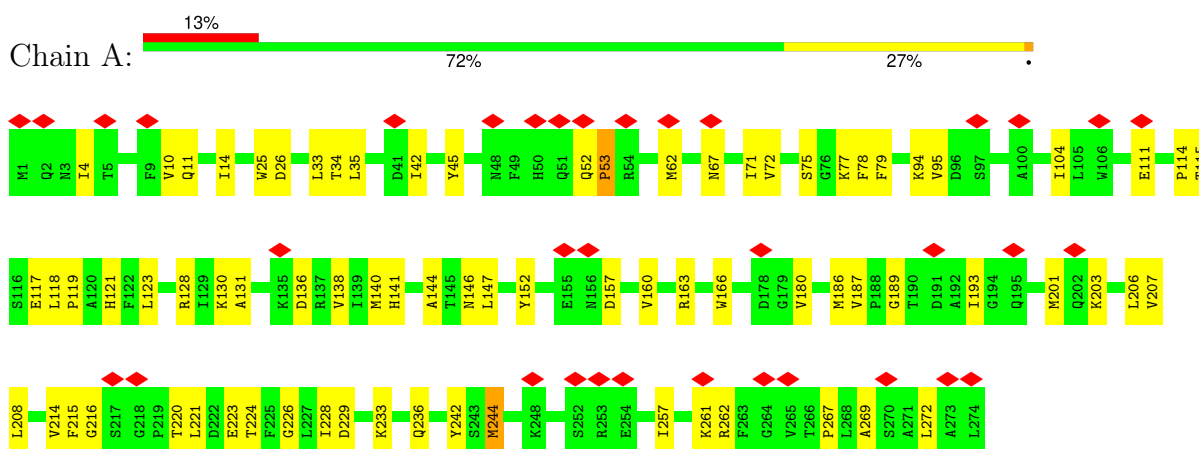 13%
Chain A:
72% 27% •
M1 Q2 N3 I4 T5 F9 V10 Q11 I14 W25 D26 L33 T34 L35 D41 I42 Y45 N48 F49 H50 Q51 Q52 P53 R54 M62 N67 I71 V72 S75 G76 K77 F78 F79 K94 V95 D96 S97 A100 I104 L105 W106 E111 P114 T115
S116 E117 L118 P119 A120 H121 F122 L123 R128 I129 K130 A131 K135 D136 R137 V138 I139 M140 H141 A144 T145 N146 L147 Y152 E155 N156 D157 V160 R163 W166 D178 G179 V180 M186 V187 P188 G189 T190 D191 A192 I193 G194 Q195 M201 Q202 K203 L206 V207
L208 V214 F215 G216 S217 G218 P219 T220 L221 D222 E223 T224 F225 G226 L227 I228 D229 K233 Q236 Y242 S243 M244 K248 S252 R253 E254 I257 K261 R262 F263 G264 V265 T266 P267 L268 A269 S270 A271 L272 A273 L274